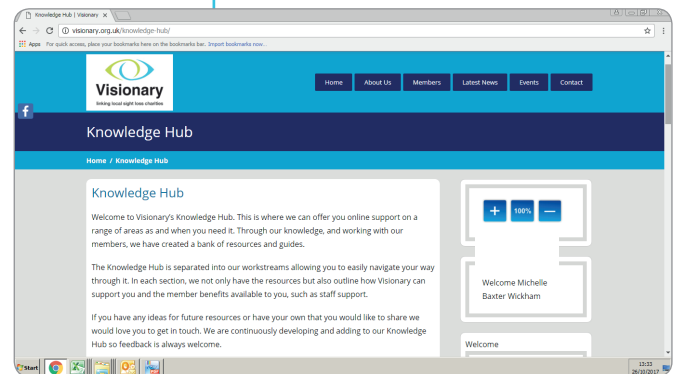 Knowledge Hub | Visionary
visionary.org.uk/knowledge-hub/
Apps For quick access, place your bookmarks here on the bookmarks bar. Import bookmarks now...
Visionary
linking local sight loss charities
Home About Us Members Latest News Events Contact
f
Knowledge Hub
Home / Knowledge Hub
Knowledge Hub
Welcome to Visionary's Knowledge Hub. This is where we can offer you online support on a
range of areas as and when you need it. Through our knowledge, and working with our
members, we have created a bank of resources and guides.
The Knowledge Hub is separated into our workstreams allowing you to easily navigate your way
through it. In each section, we not only have the resources but also outline how Visionary can
support you and the member benefits available to you, such as staff support.
If you have any ideas for future resources or have your own that you would like to share we
would love you to get in touch. We are continuously developing and adding to our Knowledge
Hub so feedback is always welcome.
+ 100% —
Welcome Michelle
Baxter Wickham
Welcome
Start
13:33
26/10/2017